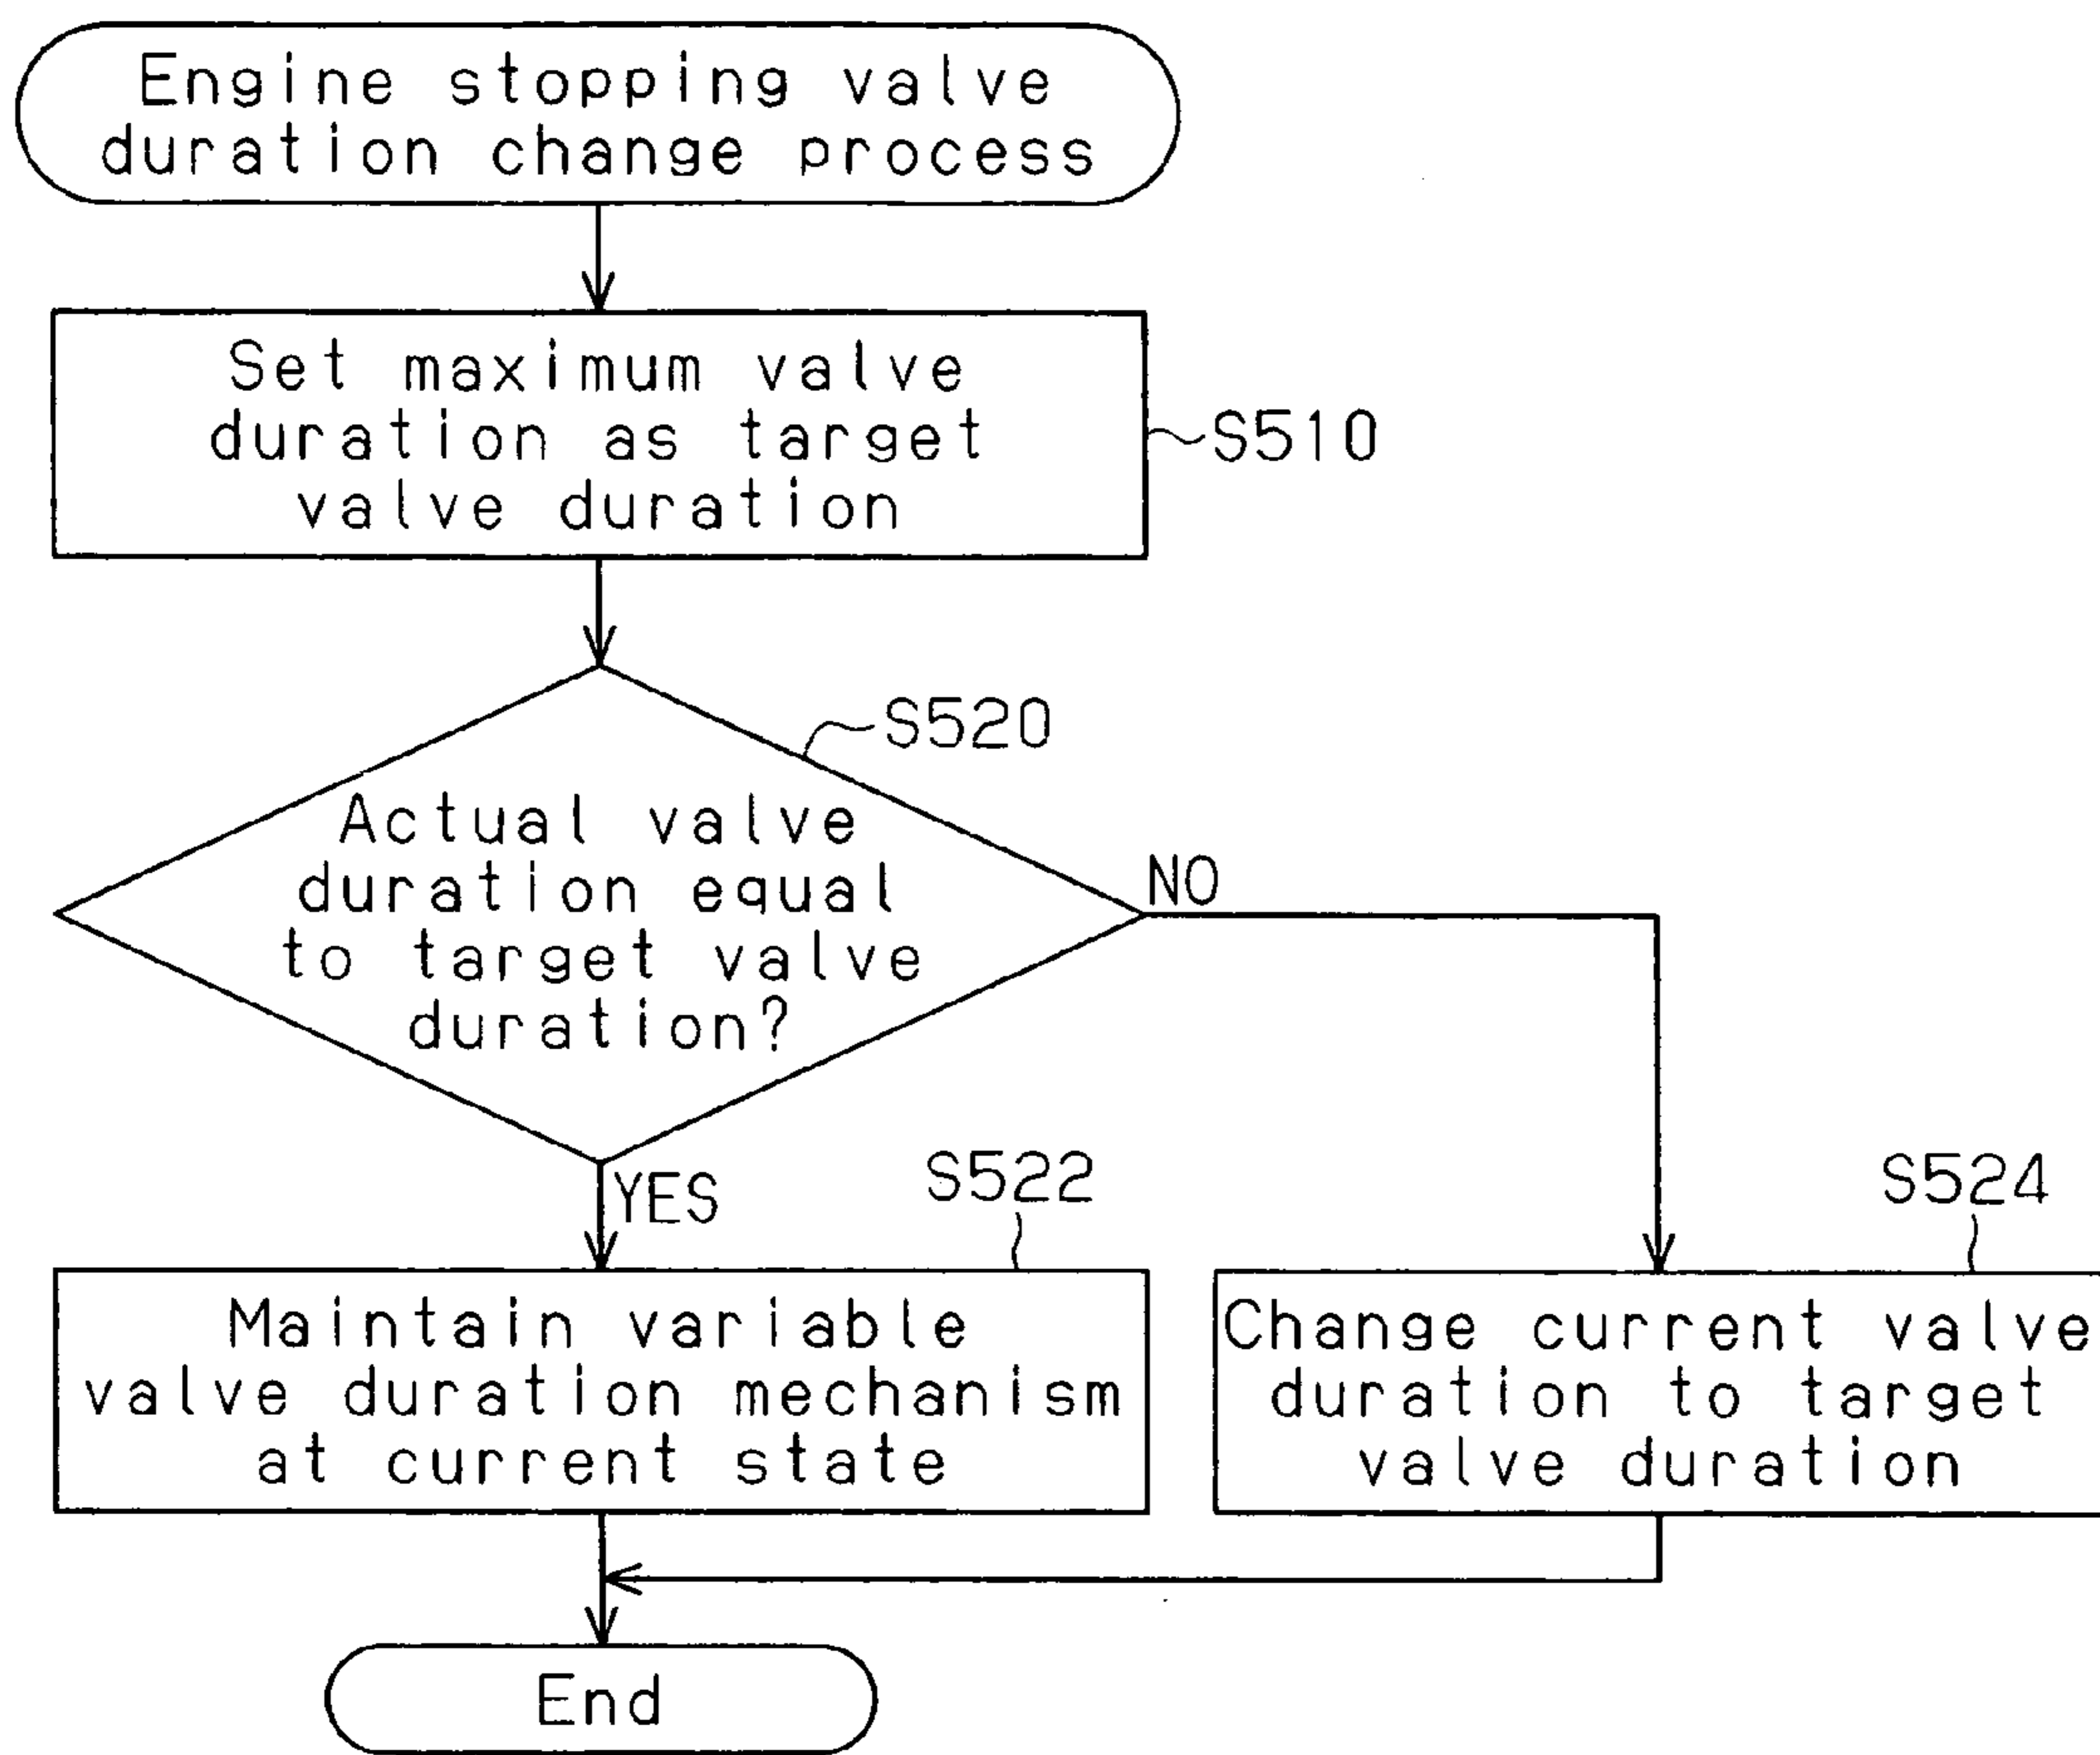 Engine stopping valve
duration change process
Set maximum valve
duration as target
valve duration
S510
S520
Actual valve
duration equal
to target valve
duration?
NO
YES
S522
S524
Maintain variable
valve duration mechanism
at current state
Change current valve
duration to target
valve duration
End